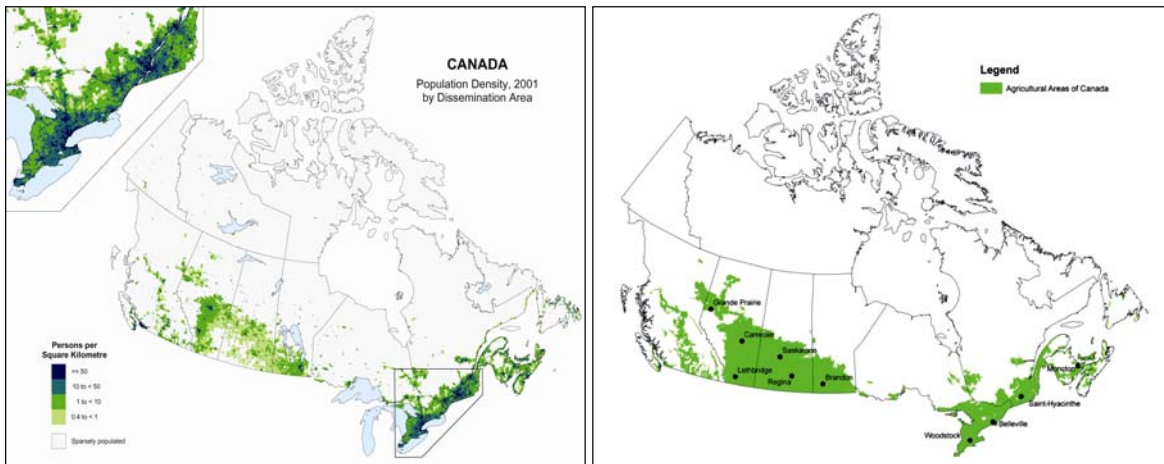 CANADA
Population Density, 2001
by Dissemination Area
Persons per
Square Kilometre
>= 50
10 to < 50
1 to < 10
0.4 to < 1
Sparsely populated
Legend
Agricultural Areas of Canada
Grande Prairie
Camrose
Saskatoon
Lethbridge
Regina
Brandon
Moncton
Saint-Hyacinthe
Belleville
Woodstock